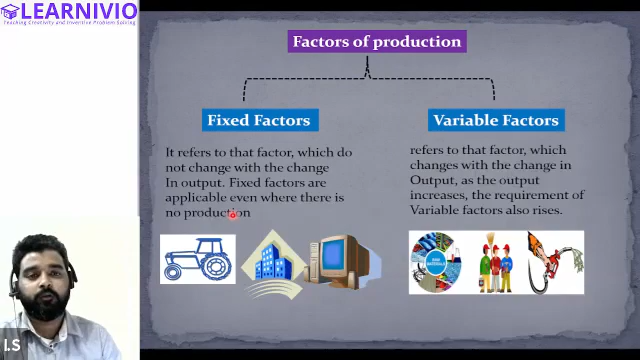 LEARNIVIO
Teaching Creativity and Inventive Problem Solving
Factors of production
Fixed Factors
It refers to that factor, which do
not change with the change
In output. Fixed factors are
applicable even where there is
no production
Variable Factors
refers to that factor, which
changes with the change in
Output, as the output
increases, the requirement of
Variable factors also rises.
RAW
MATERIALS
I.S